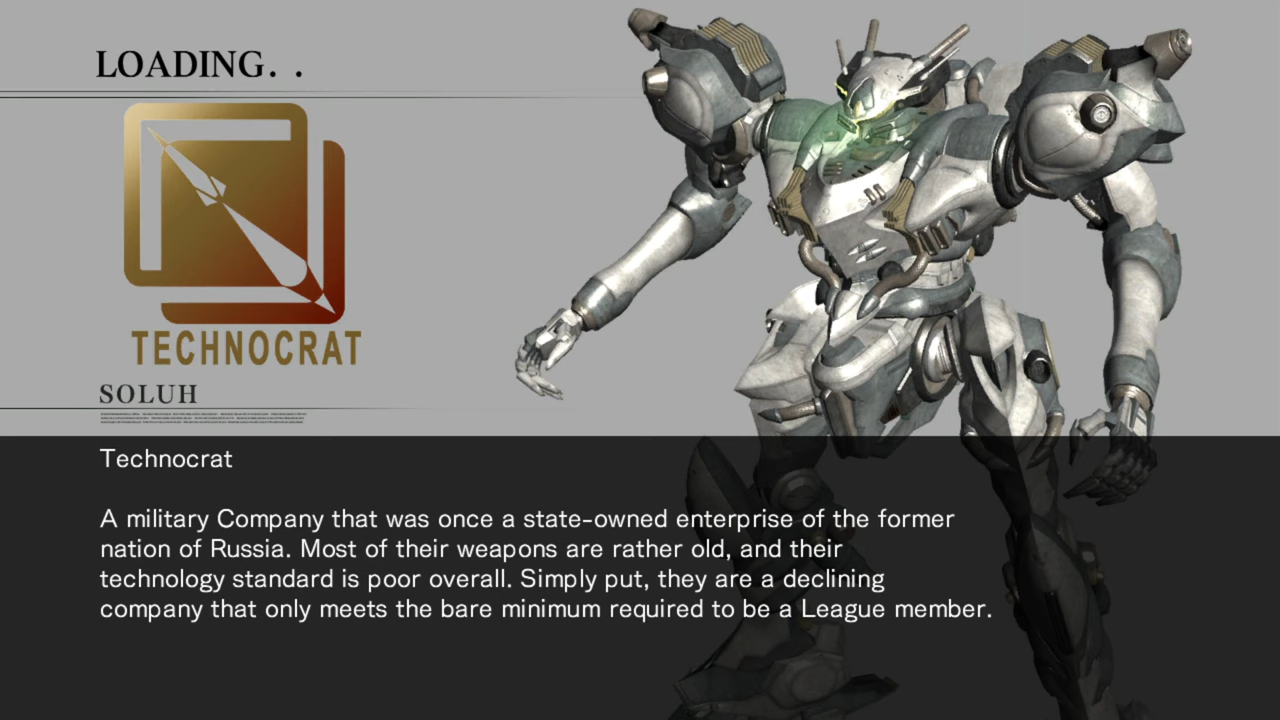 LOADING. .
TECHNOCRAT
SOLUH
Technocrat
A military Company that was once a state-owned enterprise of the former
nation of Russia. Most of their weapons are rather old, and their
technology standard is poor overall. Simply put, they are a declining
company that only meets the bare minimum required to be a League member.